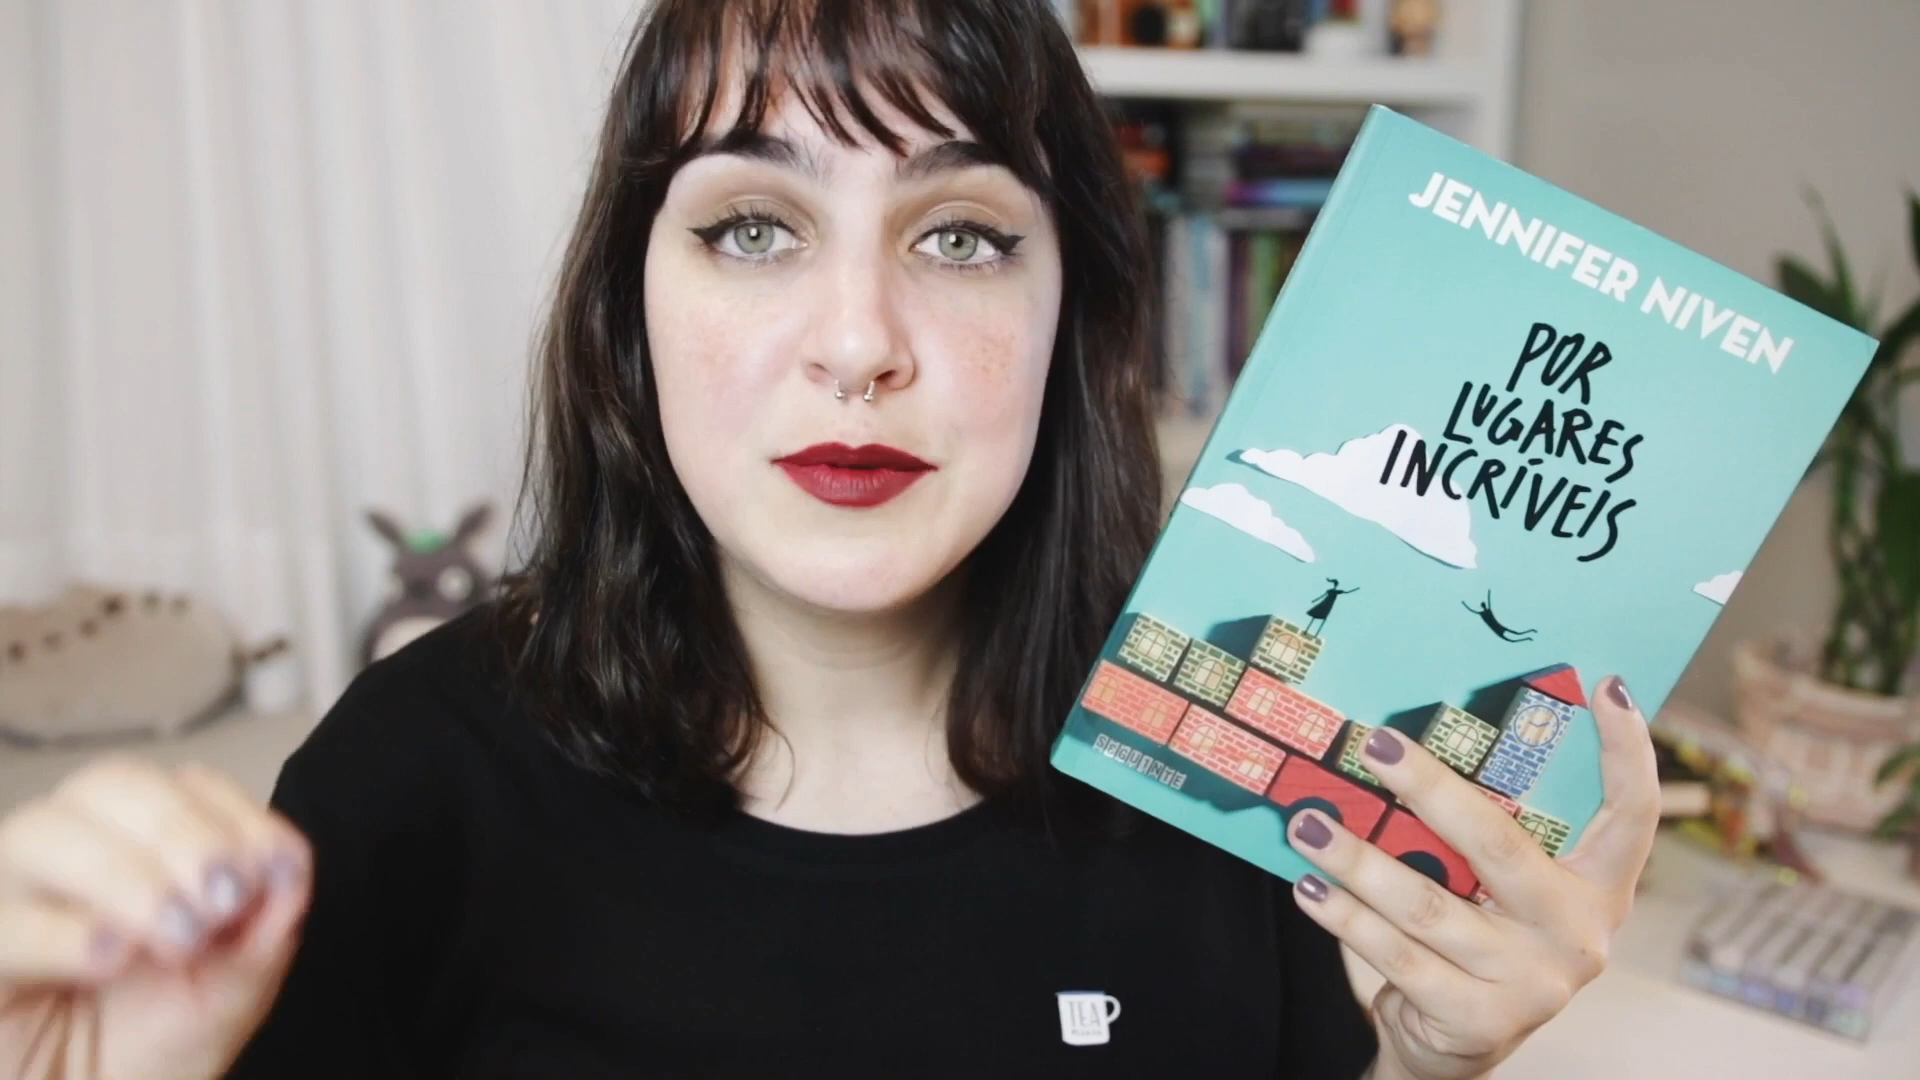 JENNIFER NIVEN
POR
LUGARES
INCRÍVEIS
SEGUINTE
TEA